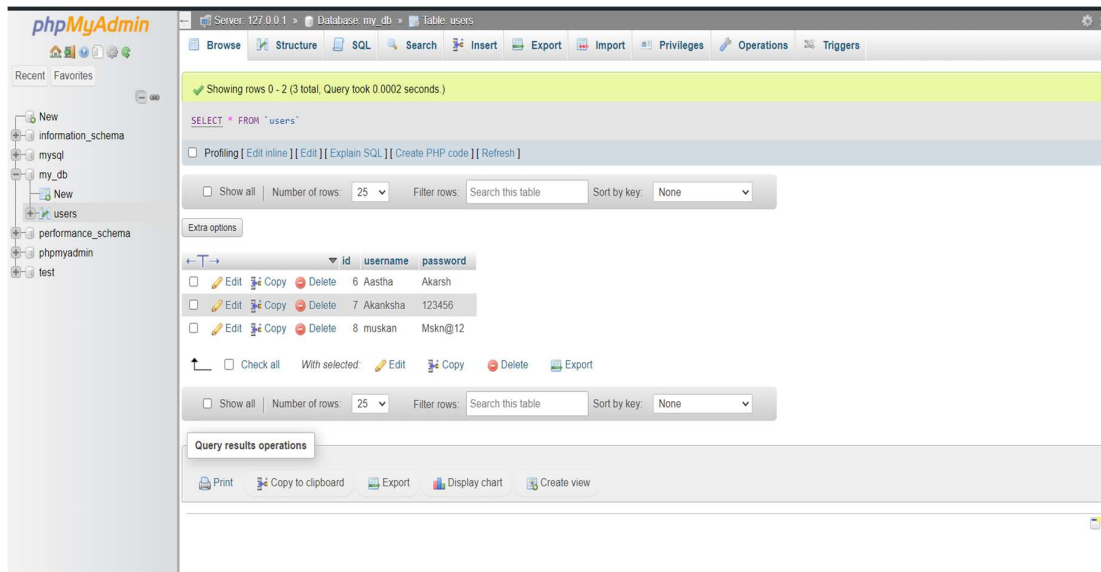 phpMyAdmin
Recent Favorites
New
information_schema
mysql
my_db
New
users
performance_schema
phpmyadmin
test
Server: 127.0.0.1 » Database: my_db » Table: users
Browse Structure SQL Search Insert Export Import Privileges Operations Triggers
Showing rows 0 - 2 (3 total, Query took 0.0002 seconds.)
SELECT * FROM `users`
Profiling [ Edit inline ] [ Edit ] [ Explain SQL ] [ Create PHP code ] [ Refresh ]
Show all | Number of rows: 25 Filter rows: Search this table Sort by key: None
Extra options
←T→ id username password
Edit Copy Delete 6 Aastha Akarsh
Edit Copy Delete 7 Akanksha 123456
Edit Copy Delete 8 muskan Mskn@12
Check all With selected: Edit Copy Delete Export
Show all | Number of rows: 25 Filter rows: Search this table Sort by key: None
Query results operations
Print Copy to clipboard Export Display chart Create view